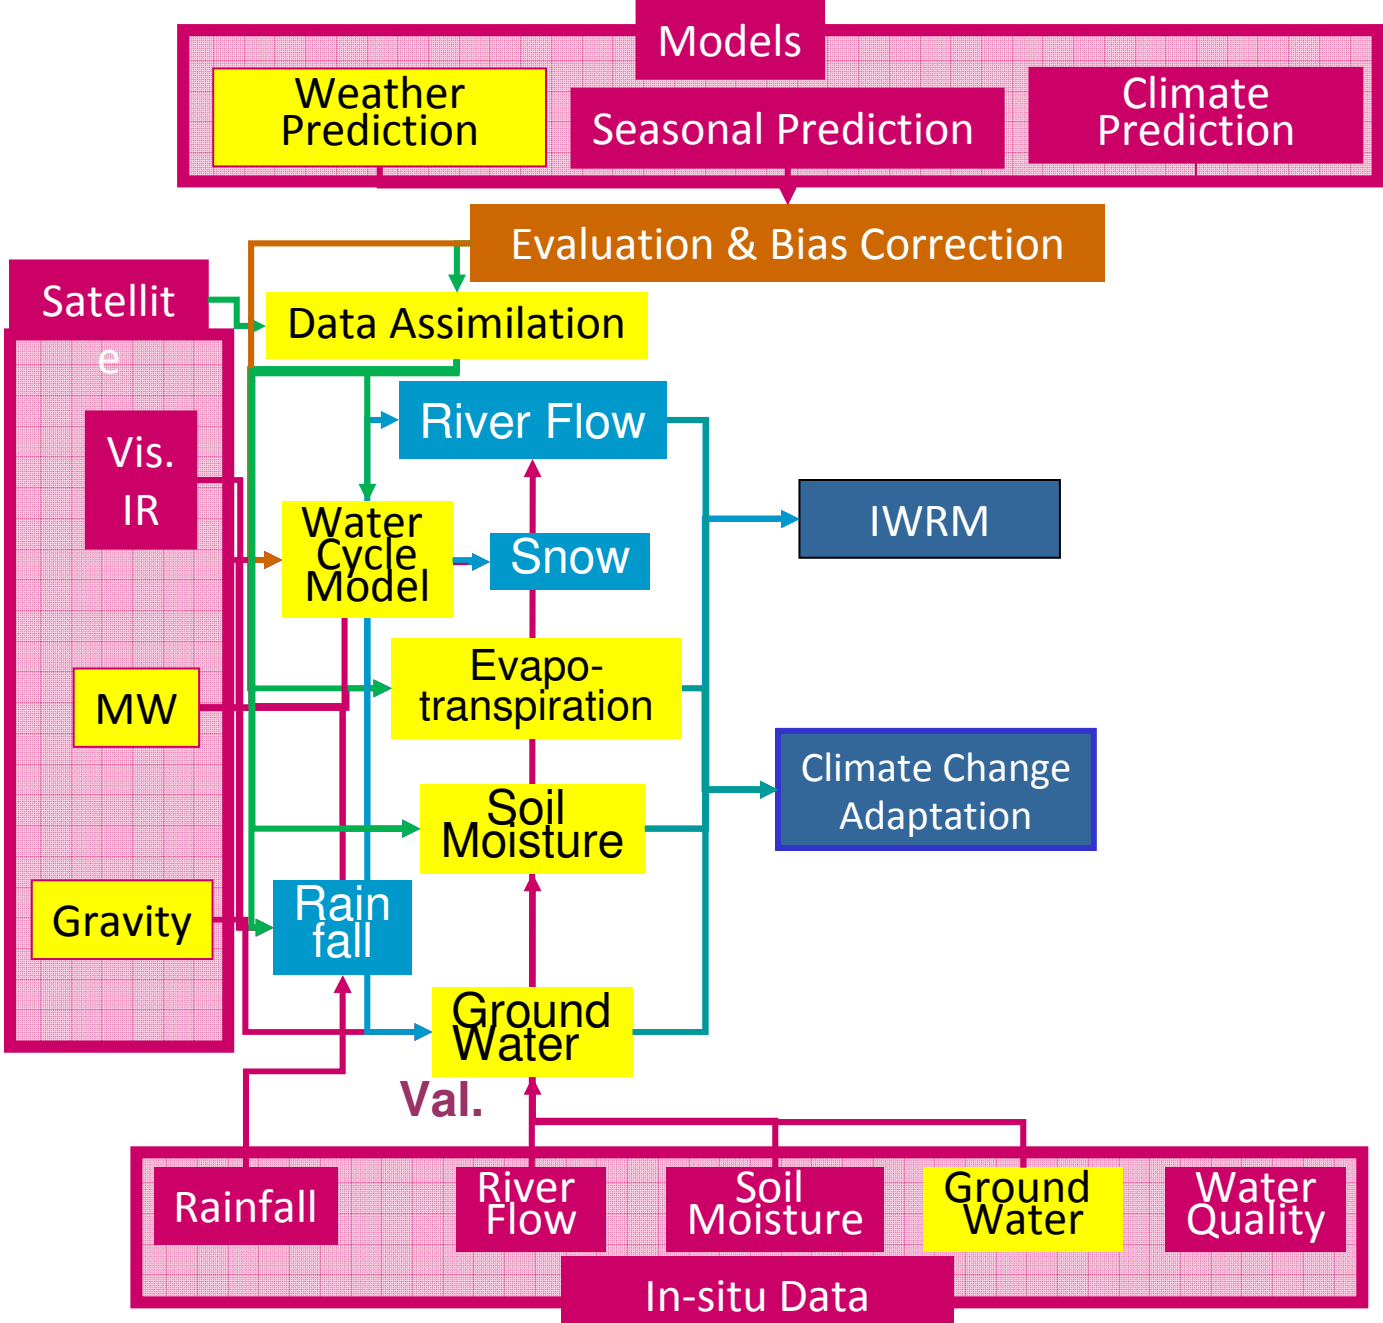 Models
Weather
Prediction
Seasonal Prediction
Climate
Prediction
Evaluation & Bias Correction
Satellit
e
Data Assimilation
Vis.
IR
River Flow
Water
Cycle
Model
Snow
IWRM
MW
Evapo-
transpiration
Climate Change
Adaptation
Soil
Moisture
Gravity
Rain
fall
Ground
Water
Val.
Rainfall
River
Flow
Soil
Moisture
Ground
Water
Water
Quality
In-situ Data